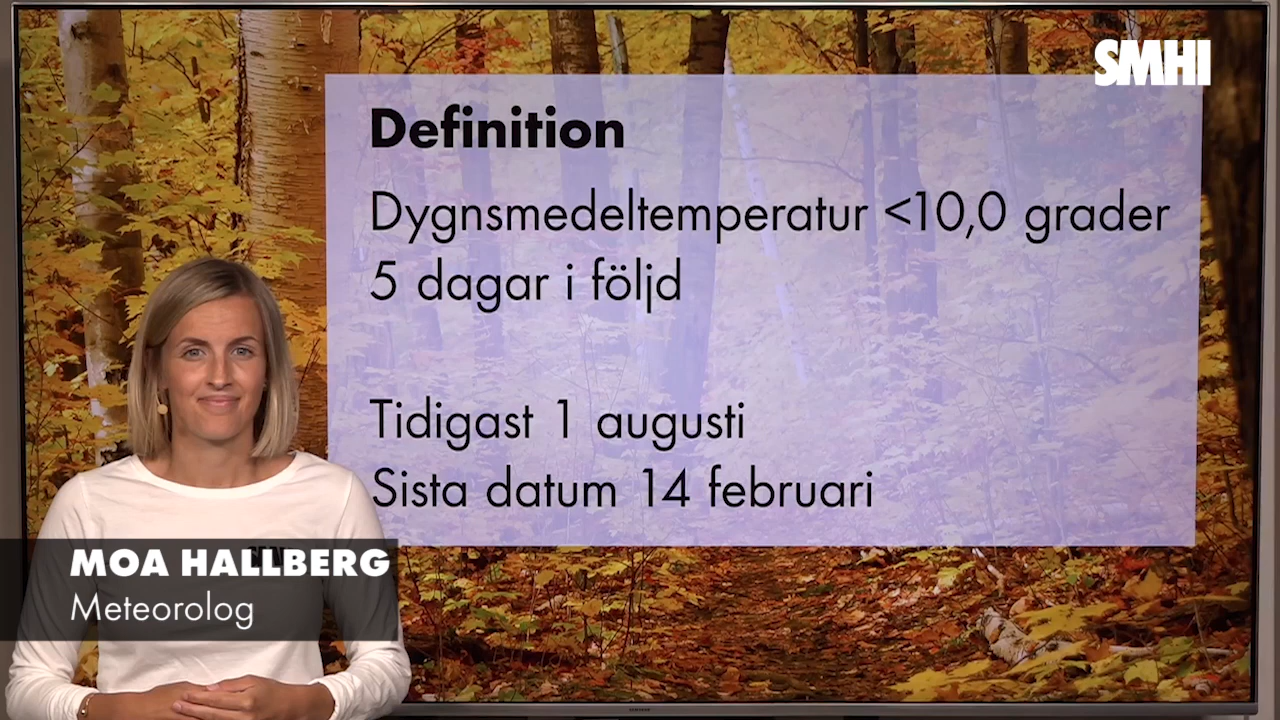 SMHI
Definition
Dygnsmedeltemperatur <10,0 grader
5 dagar i följd
Tidigast 1 augusti
Sista datum 14 februari
MOA HALLBERG
Meteorolog